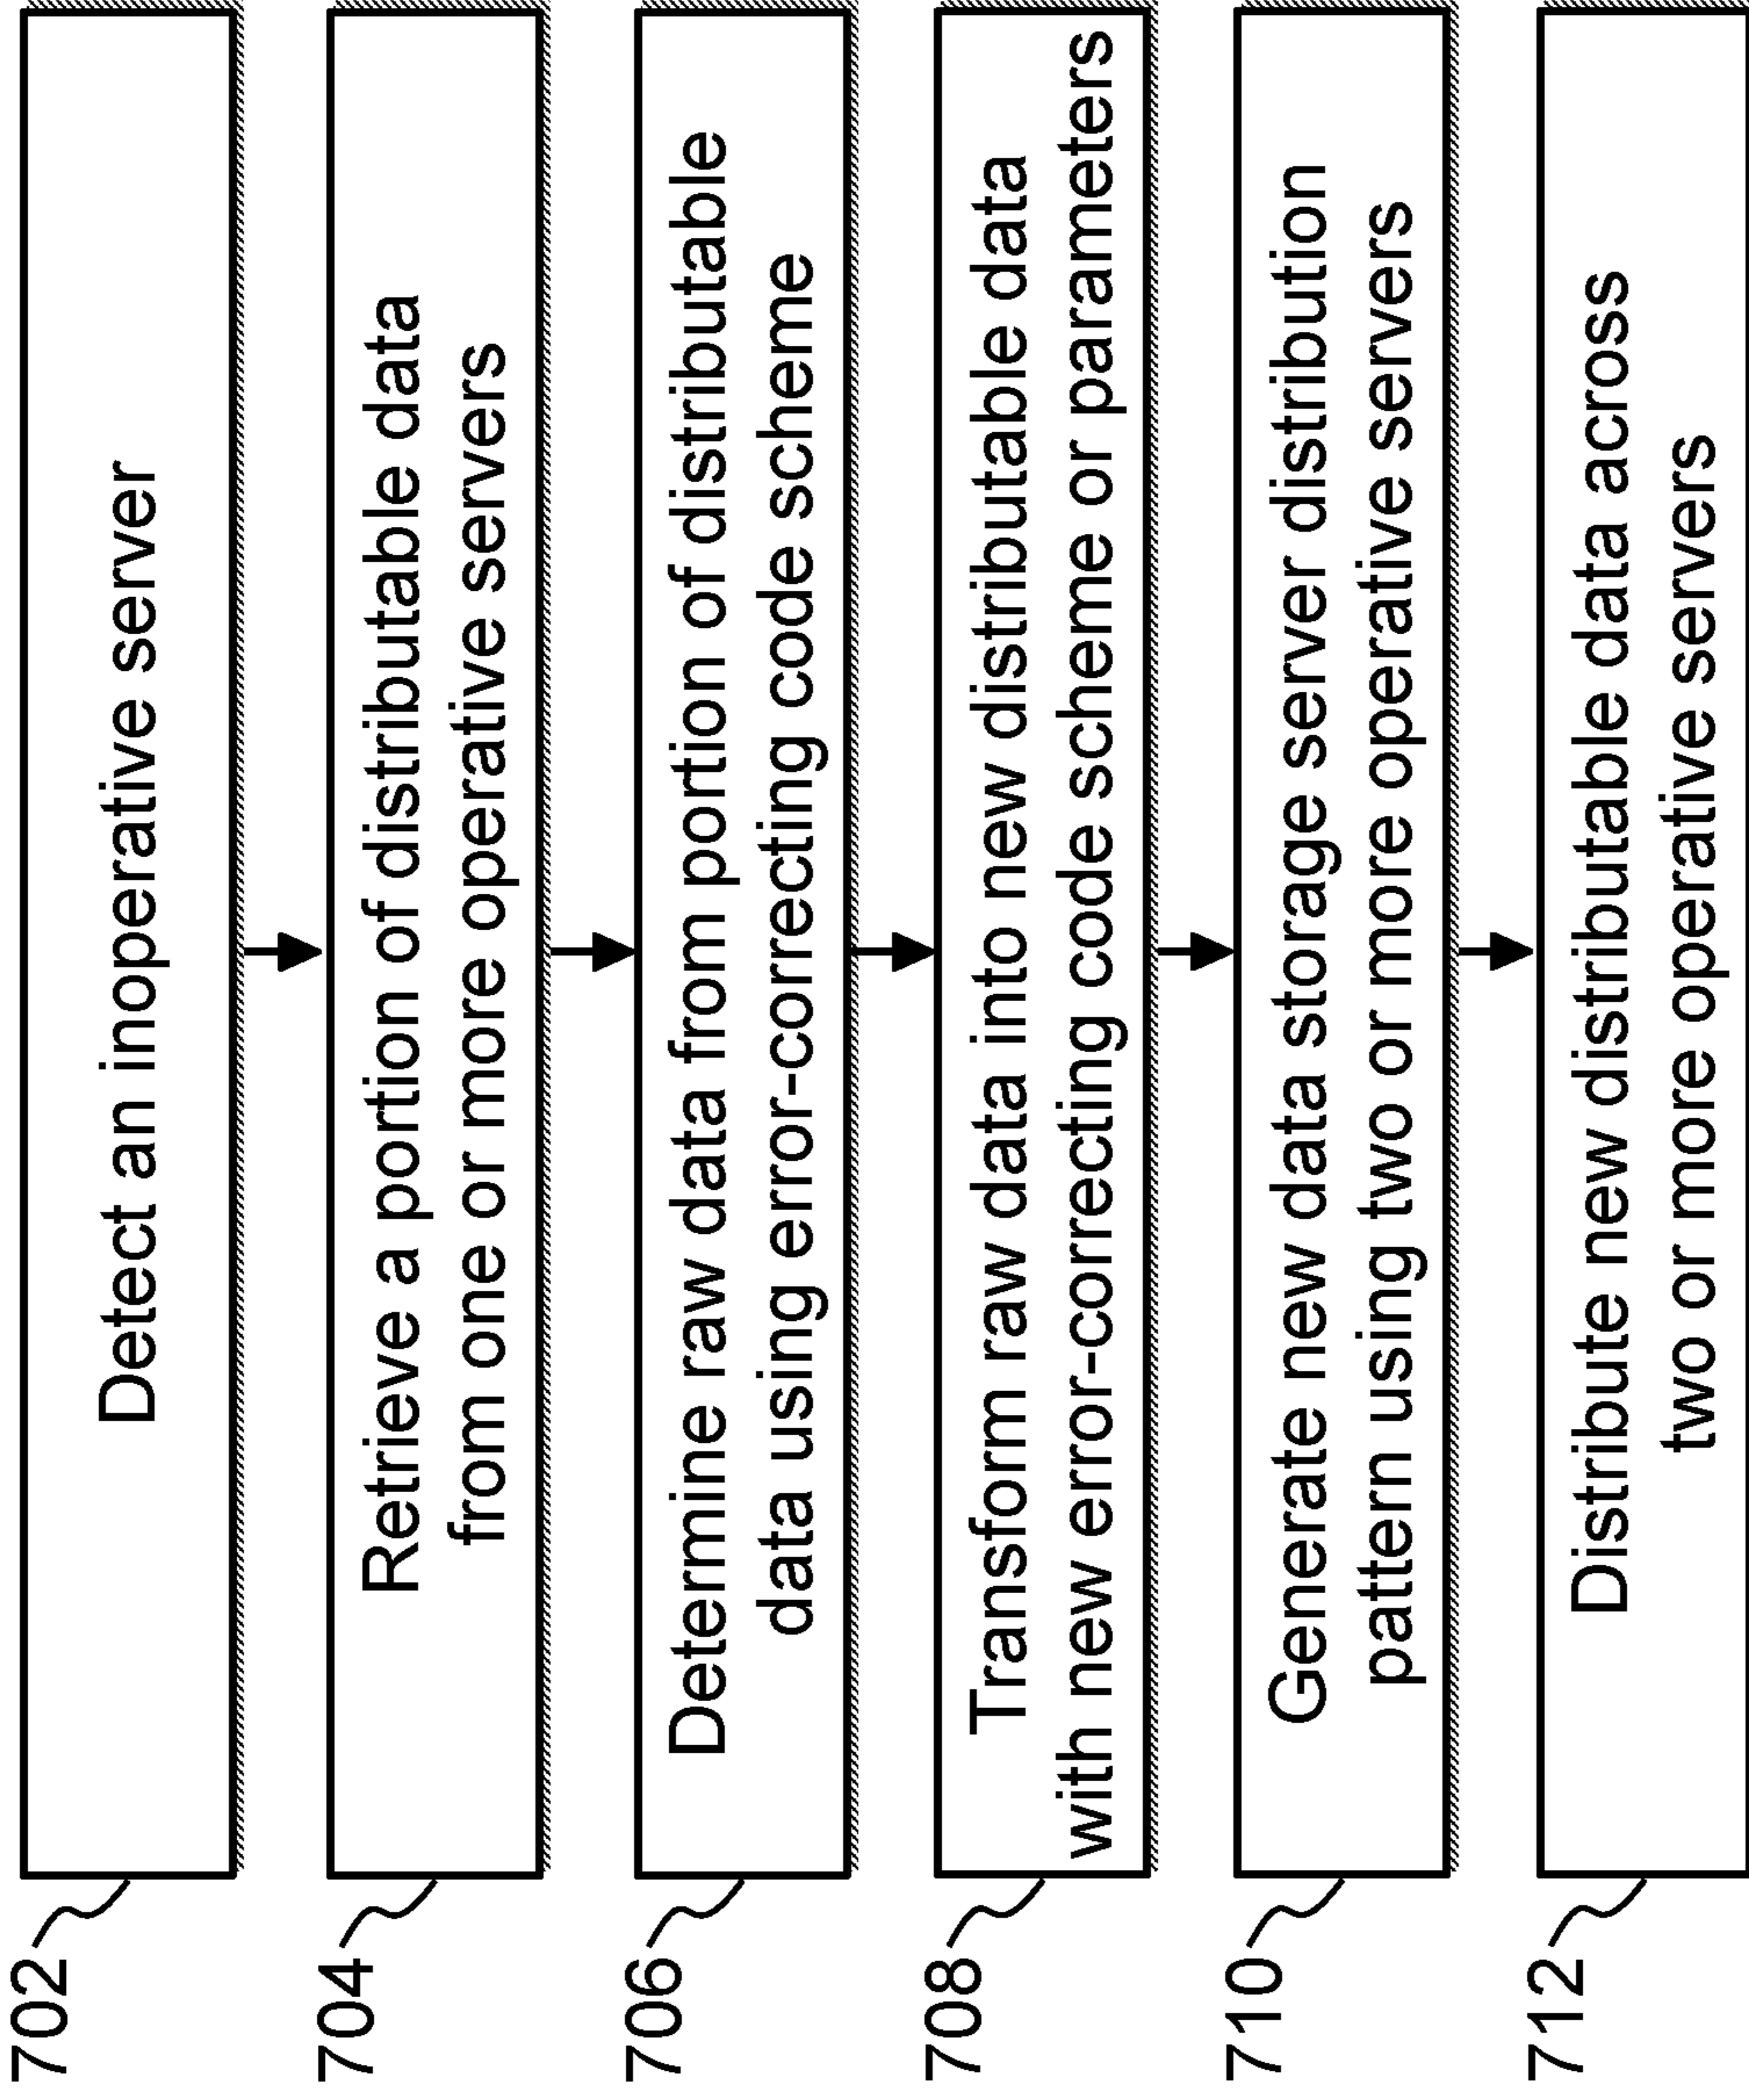 702
Detect an inoperative server
704
Retrieve a portion of distributable data
from one or more operative servers
706
Determine raw data from portion of distributable
data using error-correcting code scheme
708
Transform raw data into new distributable data
with new error-correcting code scheme or parameters
710
Generate new data storage server distribution
pattern using two or more operative servers
712
Distribute new distributable data across
two or more operative servers